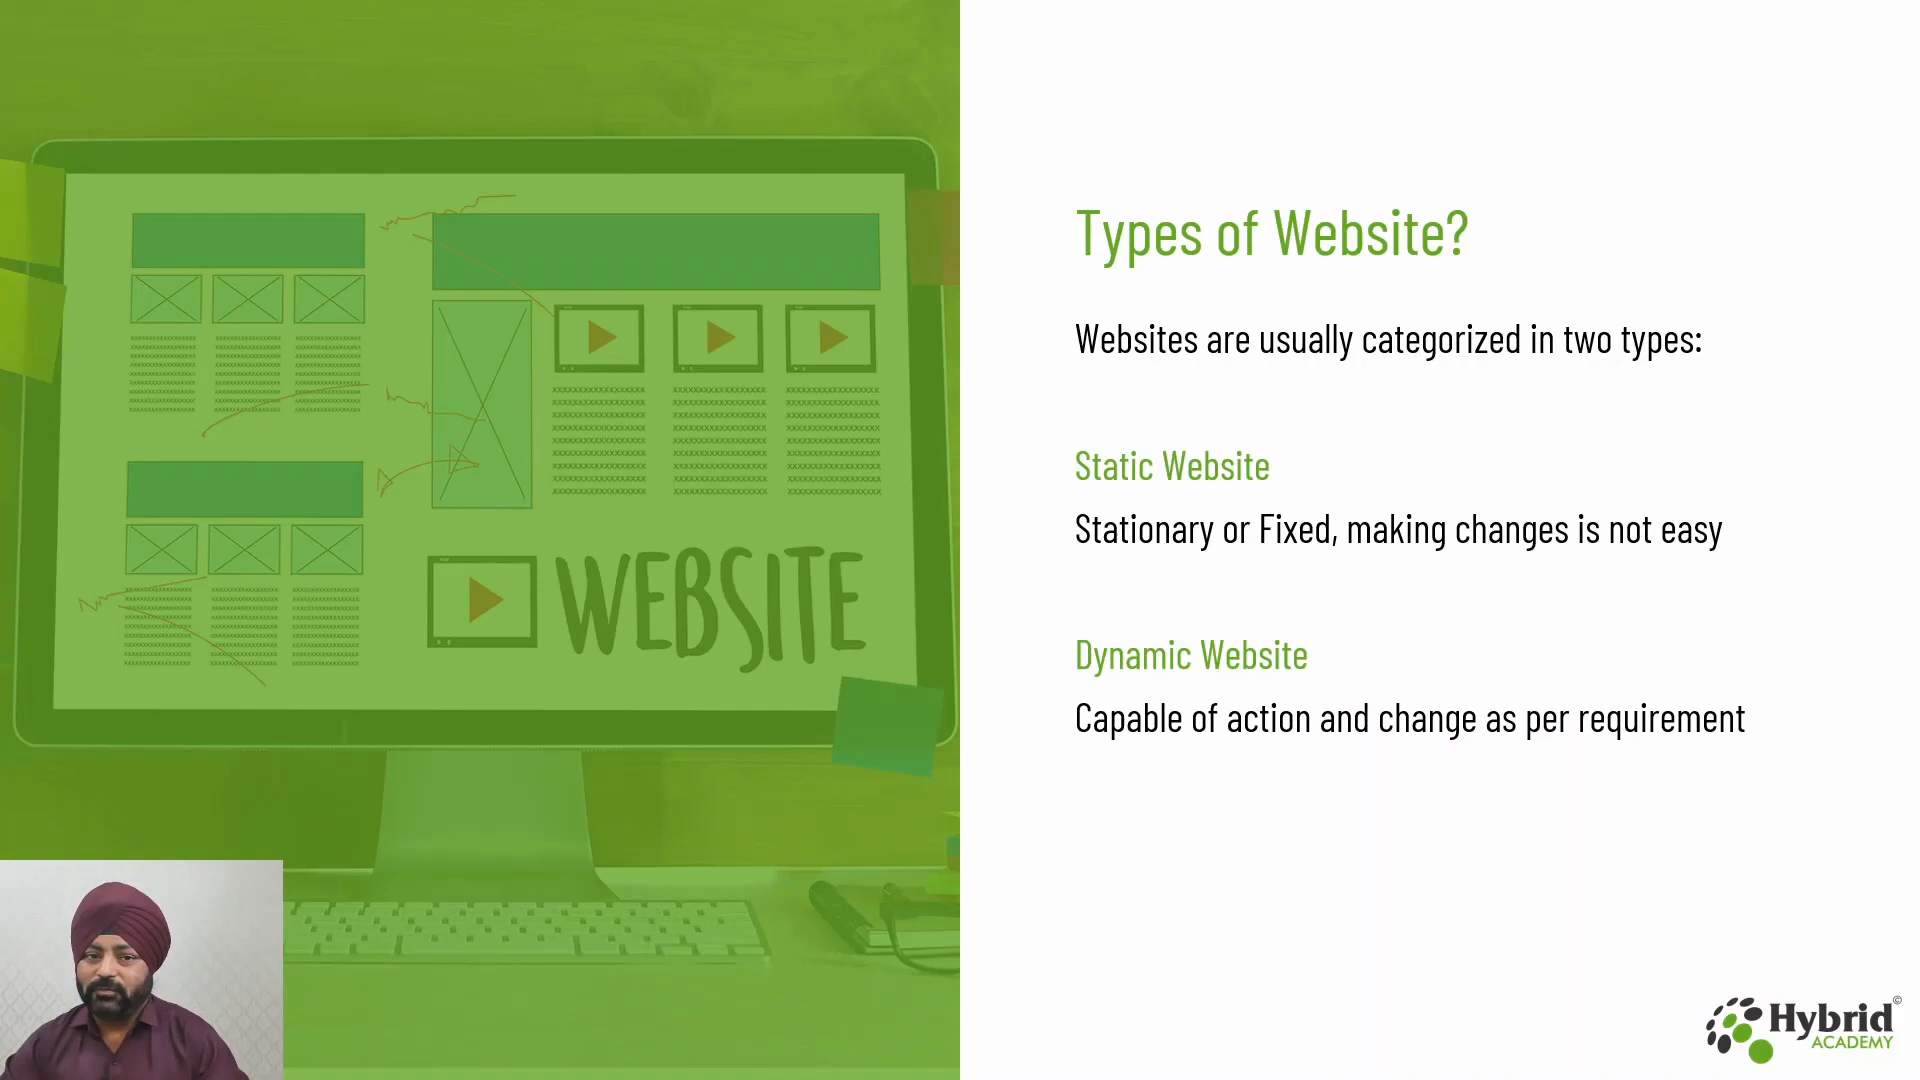 WEBSITE
Types of Website?
Websites are usually categorized in two types:
Static Website
Stationary or Fixed, making changes is not easy
Dynamic Website
Capable of action and change as per requirement
Hybrid©
ACADEMY